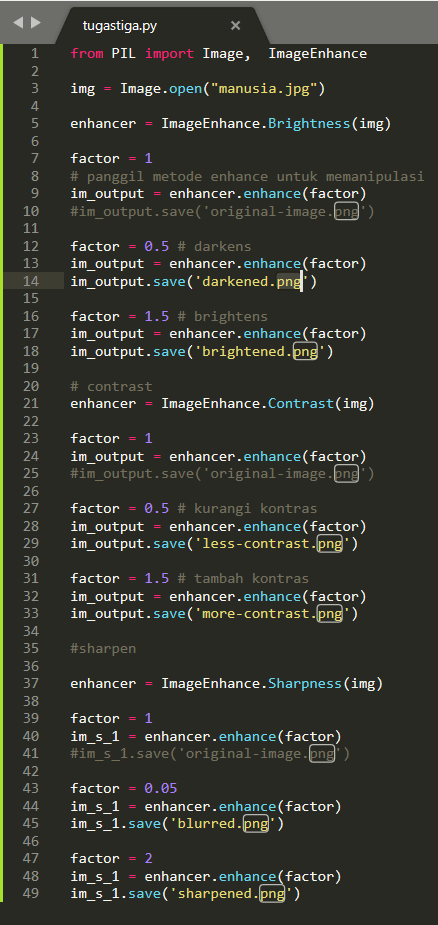 tugastiga.py
1 from PIL import Image,  ImageEnhance
2
3 img = Image.open("manusia.jpg")
4
5 enhancer = ImageEnhance.Brightness(img)
6
7 factor = 1
8 # panggil metode enhance untuk memanipulasi
9 im_output = enhancer.enhance(factor)
10 #im_output.save('original-image.png')
11
12 factor = 0.5 # darkens
13 im_output = enhancer.enhance(factor)
14 im_output.save('darkened.png')
15
16 factor = 1.5 # brightens
17 im_output = enhancer.enhance(factor)
18 im_output.save('brightened.png')
19
20 # contrast
21 enhancer = ImageEnhance.Contrast(img)
22
23 factor = 1
24 im_output = enhancer.enhance(factor)
25 #im_output.save('original-image.png')
26
27 factor = 0.5 # kurangi kontras
28 im_output = enhancer.enhance(factor)
29 im_output.save('less-contrast.png')
30
31 factor = 1.5 # tambah kontras
32 im_output = enhancer.enhance(factor)
33 im_output.save('more-contrast.png')
34
35 #sharpen
36
37 enhancer = ImageEnhance.Sharpness(img)
38
39 factor = 1
40 im_s_1 = enhancer.enhance(factor)
41 #im_s_1.save('original-image.png')
42
43 factor = 0.05
44 im_s_1 = enhancer.enhance(factor)
45 im_s_1.save('blurred.png')
46
47 factor = 2
48 im_s_1 = enhancer.enhance(factor)
49 im_s_1.save('sharpened.png')